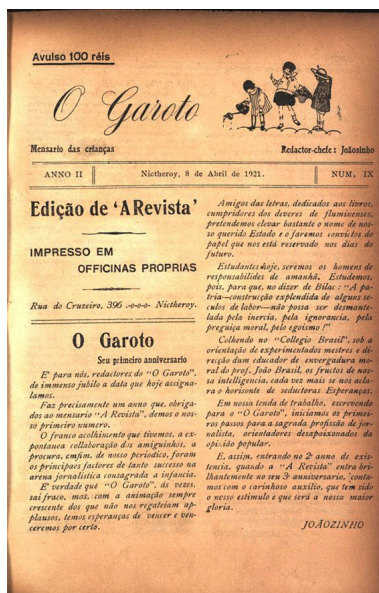 Avulso 100 réis
O Garoto
Mensario das crianças
Redactor-chefe: Joãosinho
ANNO II
Nictheroy, 8 de Abril de 1921.
NUM. IX
Edição de 'A Revista'
IMPRESSO EM
OFFICINAS PROPRIAS
Rua do Cruzeiro, 396 .-o-o-o- Nictheroy.
O Garoto
Seu primeiro anniversario
E' para nós, redactores do "O Garoto",
de immenso jubilo a data que hoje assigna-
lamos.
Faz precisamente um anno que, obriga-
dos ao mensario "A Revista", demos o nos-
so primeiro numero.
O franco acolhimento que tivemos, a ex-
pontanea collaboração dos amiguinhos, a
procura, emfim, de nosso periodico, foram
os principaes factores de tanto successo na
arena jornalistica consagrada a infancia.
E' verdade que "O Garoto", ás vezes,
sai fraco, mas, com a animação sempre
crescente dos que não nos regateiam ap-
plausos, temos esperanças de vencer e ven-
ceremos por certo.
Amigos das letras, dedicados aos livros,
cumpridores dos deveres de fluminenses,
pretendemos elevar bastante o nome de nos-
so querido Estado e o faremos convictos do
papel que nos está reservado nos dias do
futuro.
Estudantes hoje, seremos os homens de
responsabilides de amanhã. Estudemos,
pois, para que, no dizer de Bilac: "A pa-
tria—construcção explendida de alguns se-
culos de labor—não possa ser desmante-
lada pela inercia, pela ignorancia, pela
preguiça moral, pelo egoismo!"
Colhendo no "Collegio Brasil", sob a
orientação de experimentados mestres e di-
recção dum educador de envergadura mo-
ral do prof. João Brasil, os fructos de nos-
sa intelligencia, cada vez mais se nos acla-
ra o horisonte de seductoras Esperanças.
Em nossa tenda de trabalho, escrevendo
para o "O Garoto", iniciamos os primei-
ros passos para a sagrada profissão de jor-
nalista, orientadores desapaixonados da
opinião popular.
E, assim, entrando no 2º anno de exis-
tencia, quando a "A Revista" entra bri-
lhantemente no seu 3º anniversario, conta-
mos com o carinhoso auxilio, que tem sido
o nosso estimulo e que será a nossa maior
gloria.
JOÃOZINHO